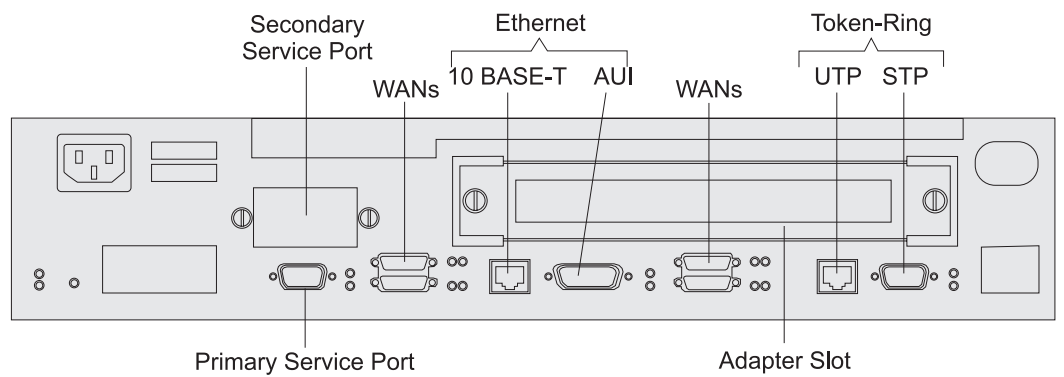 Secondary
Service Port
Ethernet
Token-Ring
WANs
10 BASE-T
AUI
WANs
UTP
STP
Primary Service Port
Adapter Slot